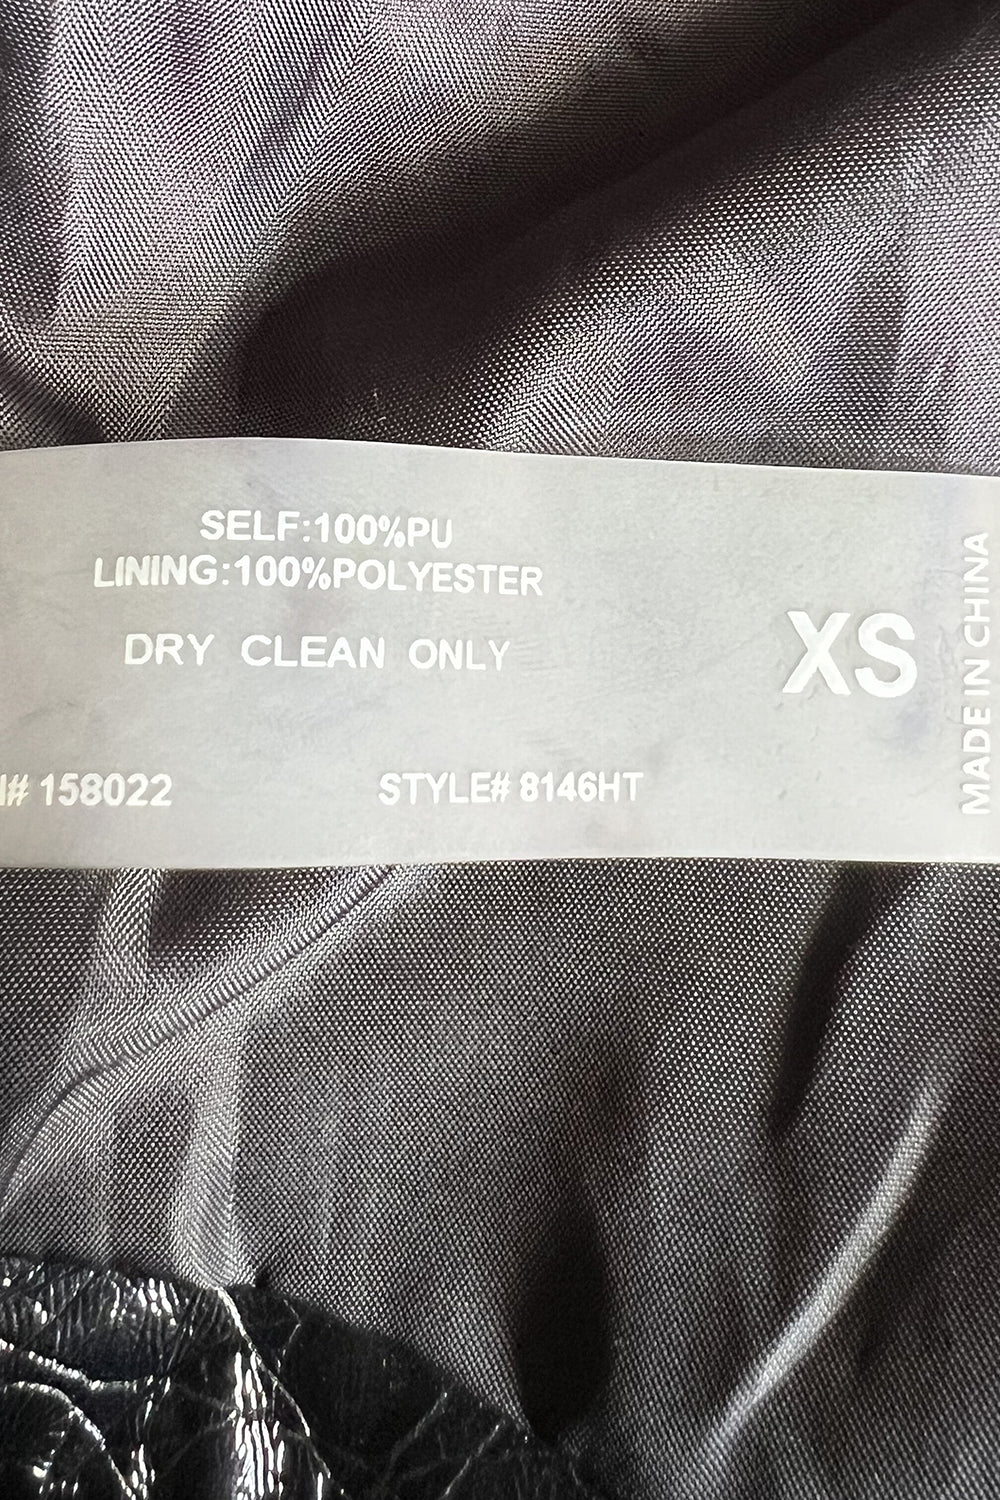 SELF:100%PU
LINING:100%POLYESTER
DRY CLEAN ONLY
XS
MADE IN CHINA
# 158022
STYLE# 8146HT